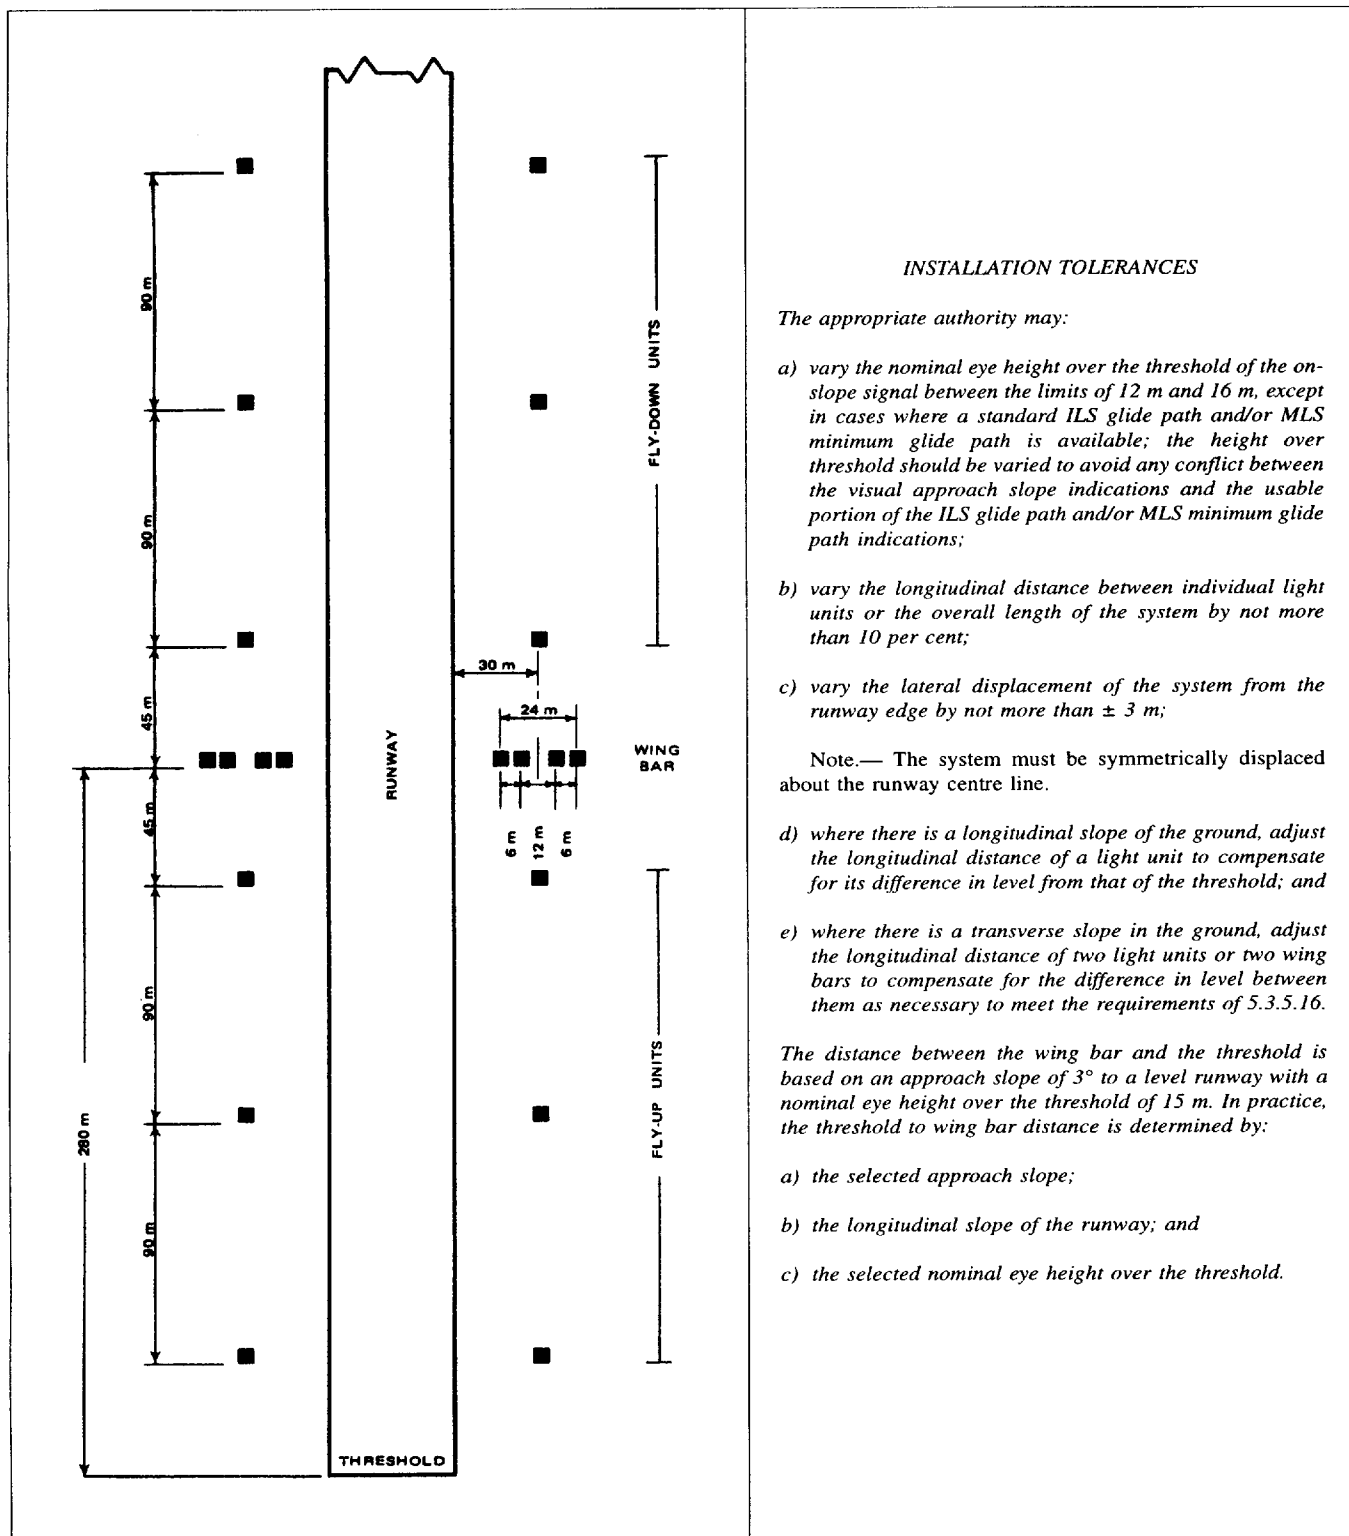 90 m
90 m
45 m
45 m
90 m
90 m
280 m
RUNWAY
THRESHOLD
30 m
24 m
6 m
12 m
6 m
FLY-DOWN UNITS
WING
BAR
FLY-UP UNITS
INSTALLATION TOLERANCES
The appropriate authority may:
a) vary the nominal eye height over the threshold of the on-
slope signal between the limits of 12 m and 16 m, except
in cases where a standard ILS glide path and/or MLS
minimum glide path is available; the height over
threshold should be varied to avoid any conflict between
the visual approach slope indications and the usable
portion of the ILS glide path and/or MLS minimum glide
path indications;
b) vary the longitudinal distance between individual light
units or the overall length of the system by not more
than 10 per cent;
c) vary the lateral displacement of the system from the
runway edge by not more than ± 3 m;
Note.— The system must be symmetrically displaced
about the runway centre line.
d) where there is a longitudinal slope of the ground, adjust
the longitudinal distance of a light unit to compensate
for its difference in level from that of the threshold; and
e) where there is a transverse slope in the ground, adjust
the longitudinal distance of two light units or two wing
bars to compensate for the difference in level between
them as necessary to meet the requirements of 5.3.5.16.
The distance between the wing bar and the threshold is
based on an approach slope of 3° to a level runway with a
nominal eye height over the threshold of 15 m. In practice,
the threshold to wing bar distance is determined by:
a) the selected approach slope;
b) the longitudinal slope of the runway; and
c) the selected nominal eye height over the threshold.